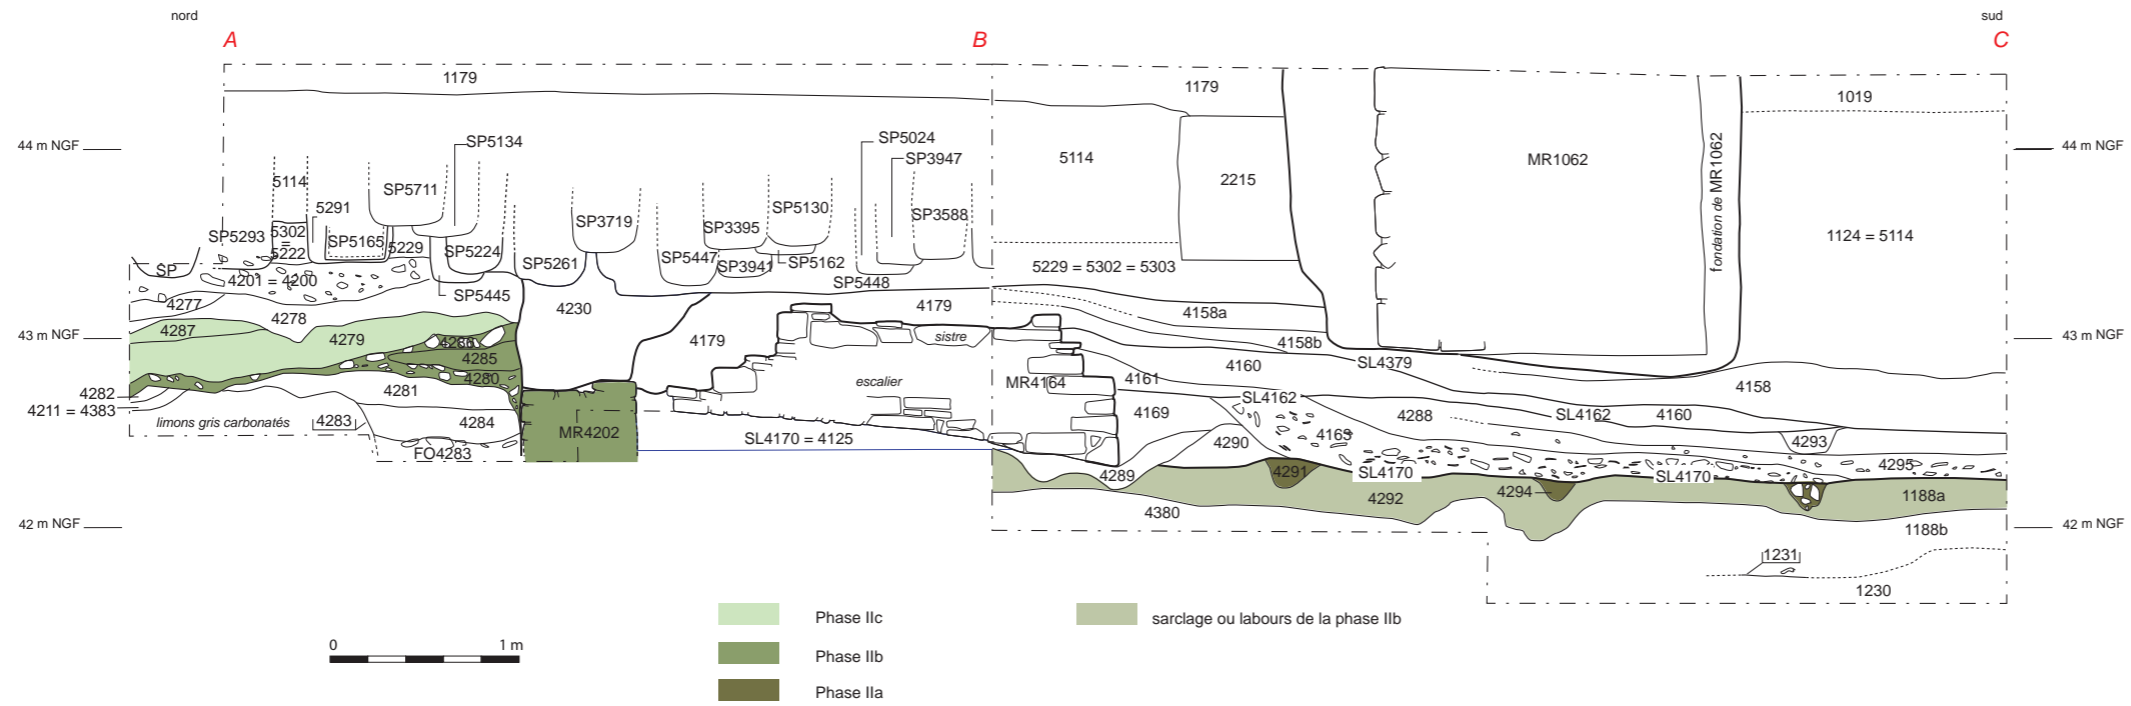 nord
sud
A
B
C
1179
1179
1019
44 m NGF
44 m NGF
SP5134
SP5024
SP3947
5114
MR1062
fondation de MR1062
5114
SP5711
2215
5291
SP5130
SP3588
SP3719
SP3395
SP5293
5302
=
5222
SP5165
5229
SP5224
1124 = 5114
SP
SP5261
SP5447
SP3941
SP5162
5229 = 5302 = 5303
4201 = 4200
SP5448
SP5445
4277
4230
4179
4158a
4278
43 m NGF
43 m NGF
4287
4279
4286
4179
sistre
4158b
4285
4160
SL4379
4280
escalier
MR4164
4161
4158
4282
4281
SL4162
4211 = 4383
4169
4288
SL4162
4160
limons gris carbonatés
4283
4284
MR4202
SL4170 = 4125
4290
4163
4293
FO4283
4289
4291
SL4170
SL4170
4295
4292
4294
1188a
4380
42 m NGF
42 m NGF
1188b
1231
1230
Phase IIc
sarclage ou labours de la phase IIb
0
1 m
Phase IIb
Phase IIa